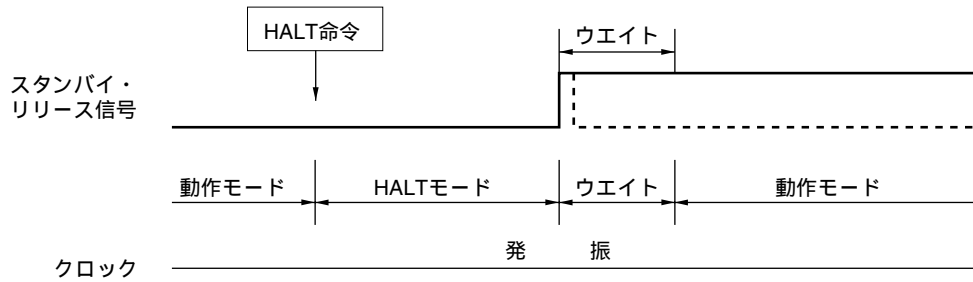 HALT命令
ウエイト
スタンバイ・
リリース信号
動作モード
HALTモード
ウエイト
動作モード
発 振
クロック